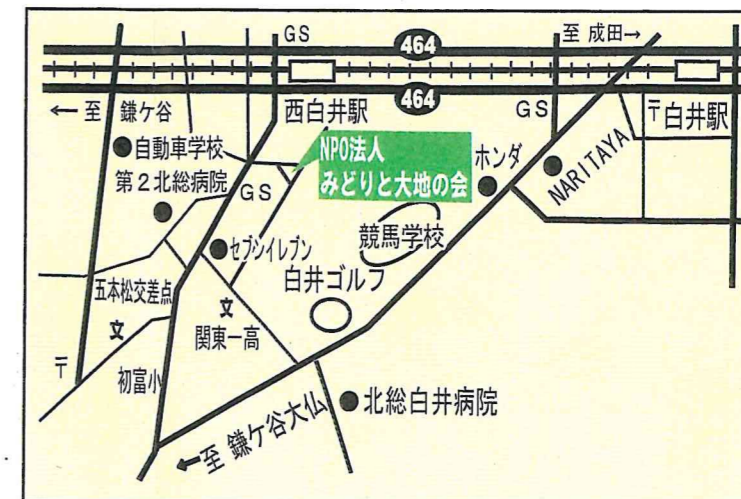 GS
464
至 成田→
464
←至 鎌ケ谷
西白井駅
GS
〒白井駅
●自動車学校
NPO法人
みどりと大地の会
ホンダ
NARITAYA
第2北総病院
GS
競馬学校
セブンイレブン
白井ゴルフ
五本松交差点
文
文
関東一高
〒
初富小
北総白井病院
←至 鎌ケ谷大仏